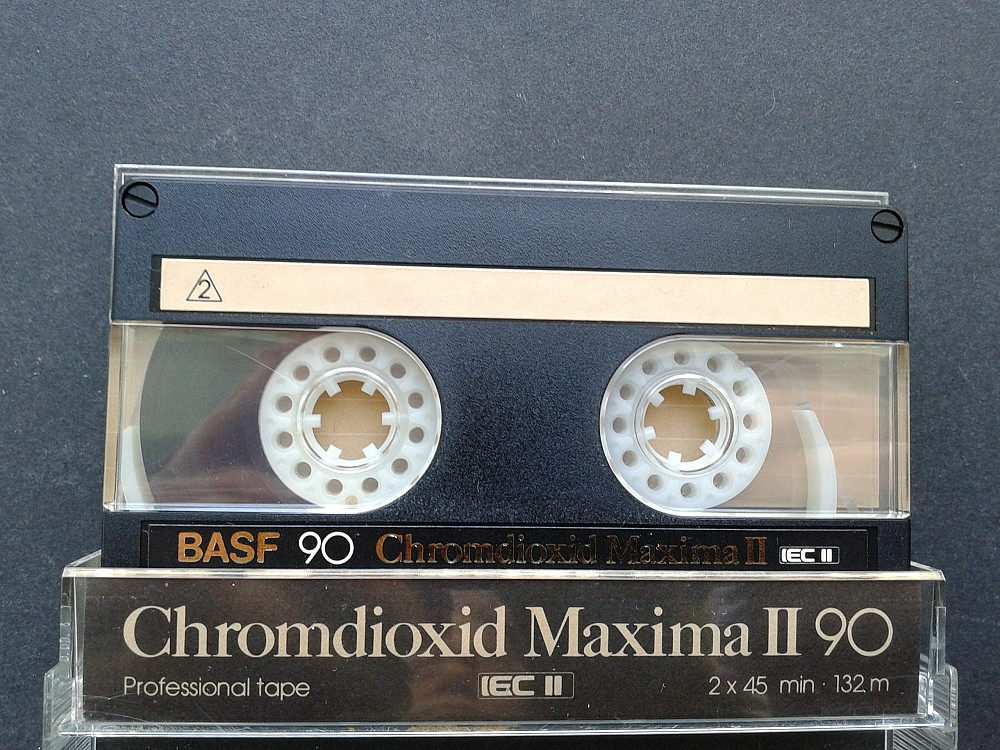 2
BASF 90 Chromdioxid Maxima II IEC II
Chromdioxid Maxima II 90
Professional tape IEC II 2 x 45 min · 132 m